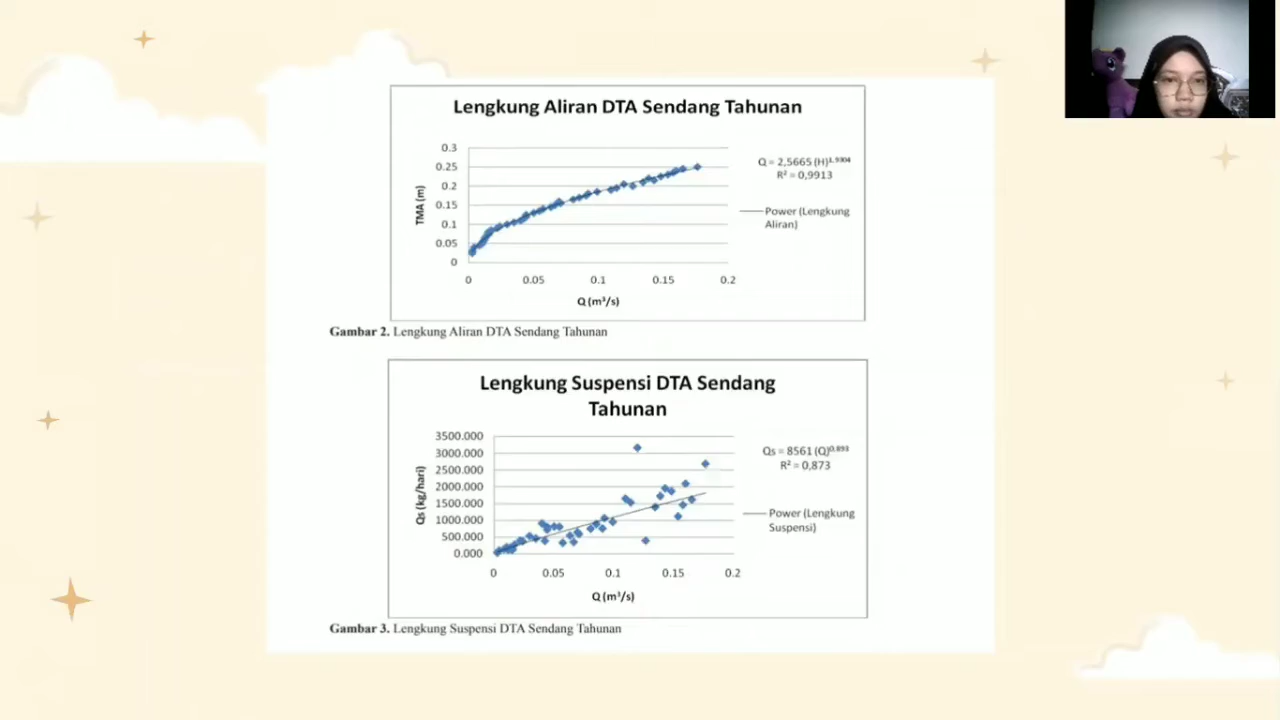 Lengkung Aliran DTA Sendang Tahunan
0.3
0.25
0.2
0.15
0.1
0.05
0
TMA (m)
0 0.05 0.1 0.15 0.2
Q (m³/s)
Q = 2,5665 (H)¹·⁹³⁰⁴
R² = 0,9913
Power (Lengkung
Aliran)
Gambar 2. Lengkung Aliran DTA Sendang Tahunan
Lengkung Suspensi DTA Sendang
Tahunan
3500.000
3000.000
2500.000
2000.000
1500.000
1000.000
500.000
0.000
Qs (kg/hari)
0 0.05 0.1 0.15 0.2
Q (m³/s)
Qs = 8561 (Q)⁰·⁸⁹³
R² = 0,873
Power (Lengkung
Suspensi)
Gambar 3. Lengkung Suspensi DTA Sendang Tahunan